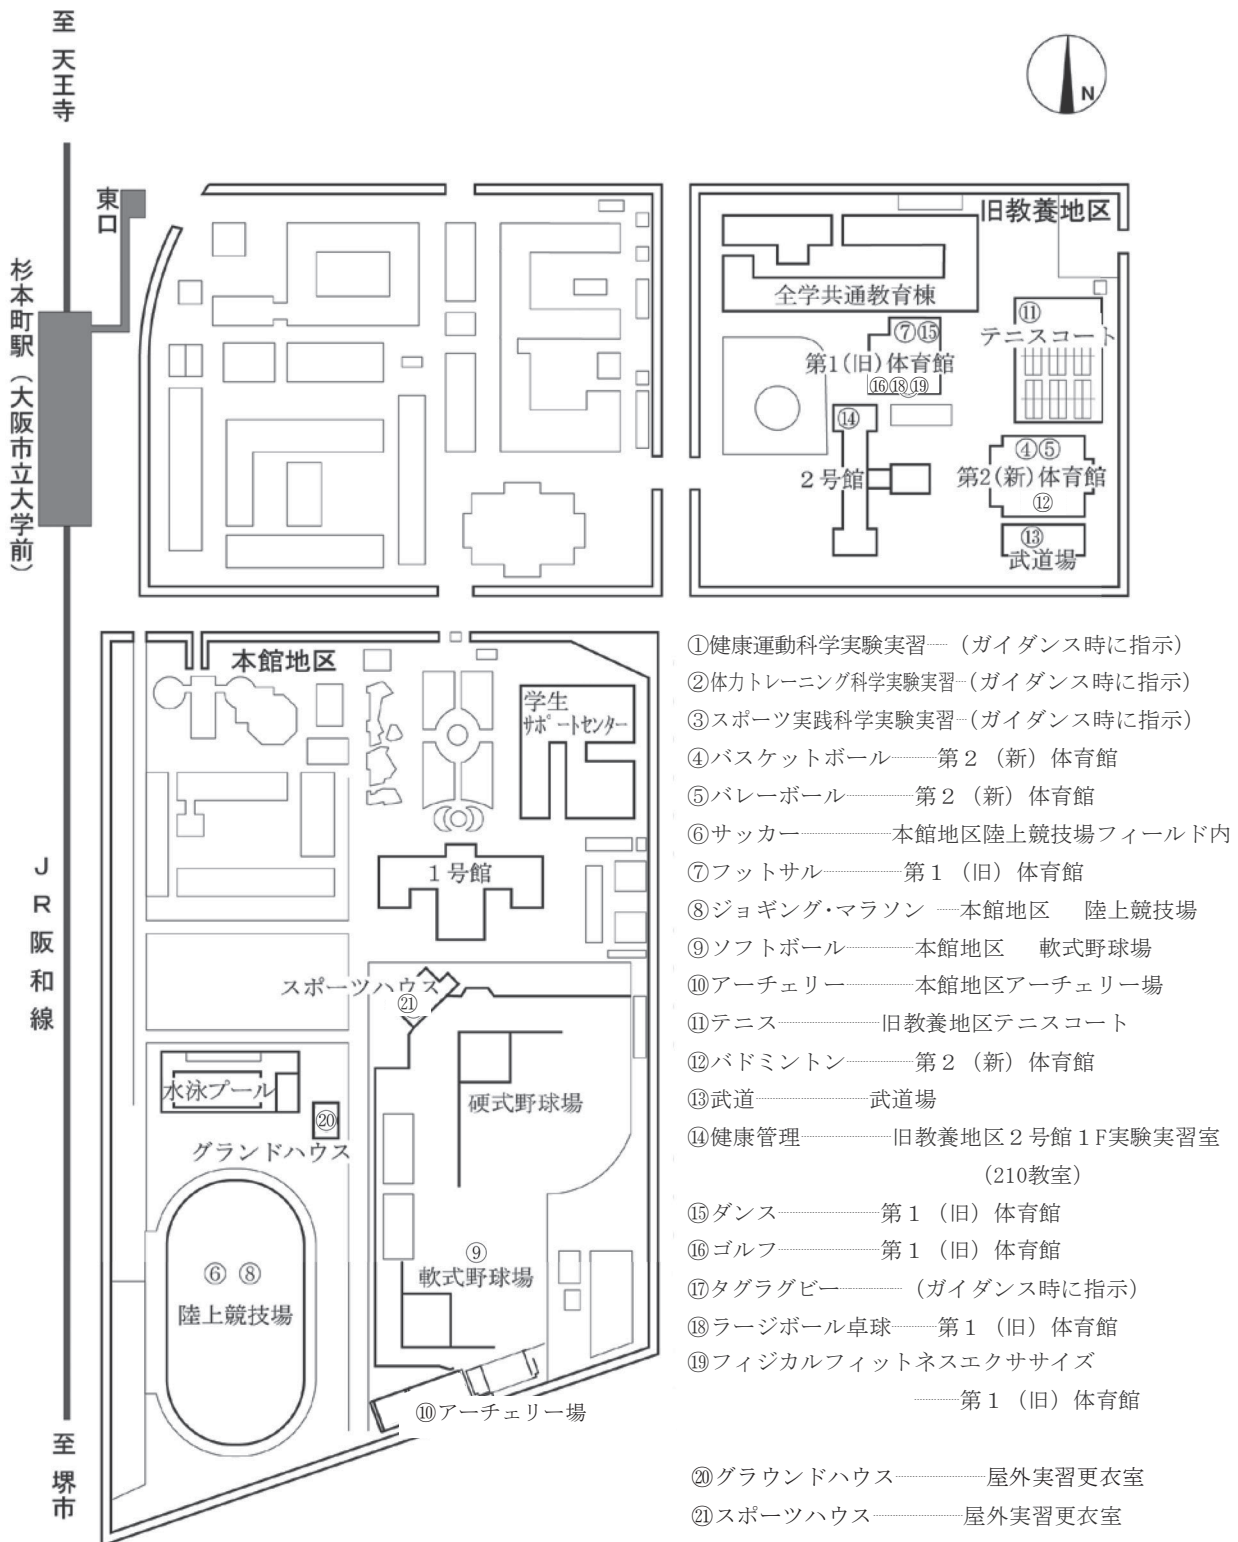 至 天王寺
N
東口
杉本町駅（大阪市立大学前）
旧教養地区
全学共通教育棟
⑦⑮
第1(旧)体育館
⑯⑱⑲
⑪
テニスコート
⑭
2号館
④⑤
第2(新)体育館
⑫
⑬
武道場
本館地区
学生
サポートセンター
1号館
スポーツハウス
㉑
水泳プール
⑳
グランドハウス
硬式野球場
⑨
軟式野球場
⑥ ⑧
陸上競技場
⑩アーチェリー場
JR阪和線
至 堺市
①健康運動科学実験実習……（ガイダンス時に指示）
②体力トレーニング科学実験実習…（ガイダンス時に指示）
③スポーツ実践科学実験実習…（ガイダンス時に指示）
④バスケットボール…………第２（新）体育館
⑤バレーボール………………第２（新）体育館
⑥サッカー……………………本館地区陸上競技場フィールド内
⑦フットサル…………………第１（旧）体育館
⑧ジョギング・マラソン ……本館地区　陸上競技場
⑨ソフトボール………………本館地区　軟式野球場
⑩アーチェリー………………本館地区アーチェリー場
⑪テニス………………………旧教養地区テニスコート
⑫バドミントン………………第２（新）体育館
⑬武道…………………………武道場
⑭健康管理……………………旧教養地区２号館１F実験実習室
（210教室）
⑮ダンス………………………第１（旧）体育館
⑯ゴルフ………………………第１（旧）体育館
⑰タグラグビー………………（ガイダンス時に指示）
⑱ラージボール卓球…………第１（旧）体育館
⑲フィジカルフィットネスエクササイズ
…………第１（旧）体育館
⑳グラウンドハウス……………………屋外実習更衣室
㉑スポーツハウス……………………屋外実習更衣室